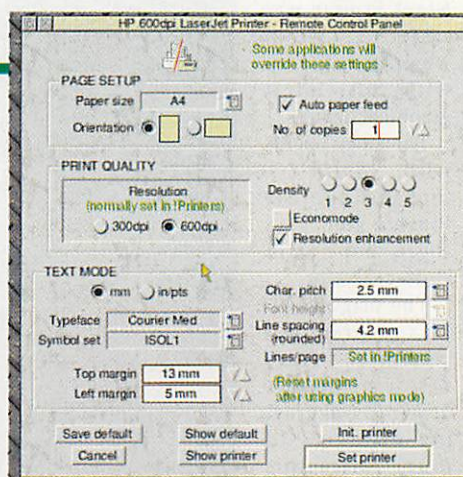 HP 600dpi LaserJet Printer - Remote Control Panel
Some applications will
override these settings
PAGE SETUP
Paper size A4
Auto paper feed
Orientation
No. of copies 1
PRINT QUALITY
Resolution
(normally set in !Printers)
300dpi 600dpi
Density
1 2 3 4 5
Economode
Resolution enhancement
TEXT MODE
mm in/pts
Char. pitch 2.5 mm
Font height
Typeface Courier Med
Line spacing 4.2 mm
(rounded)
Symbol set ISOL1
Lines/page Set in !Printers
Top margin 13 mm
Left margin 5 mm
(Reset margins
after using graphics mode)
Save default Show default Init. printer
Cancel Show printer Set printer